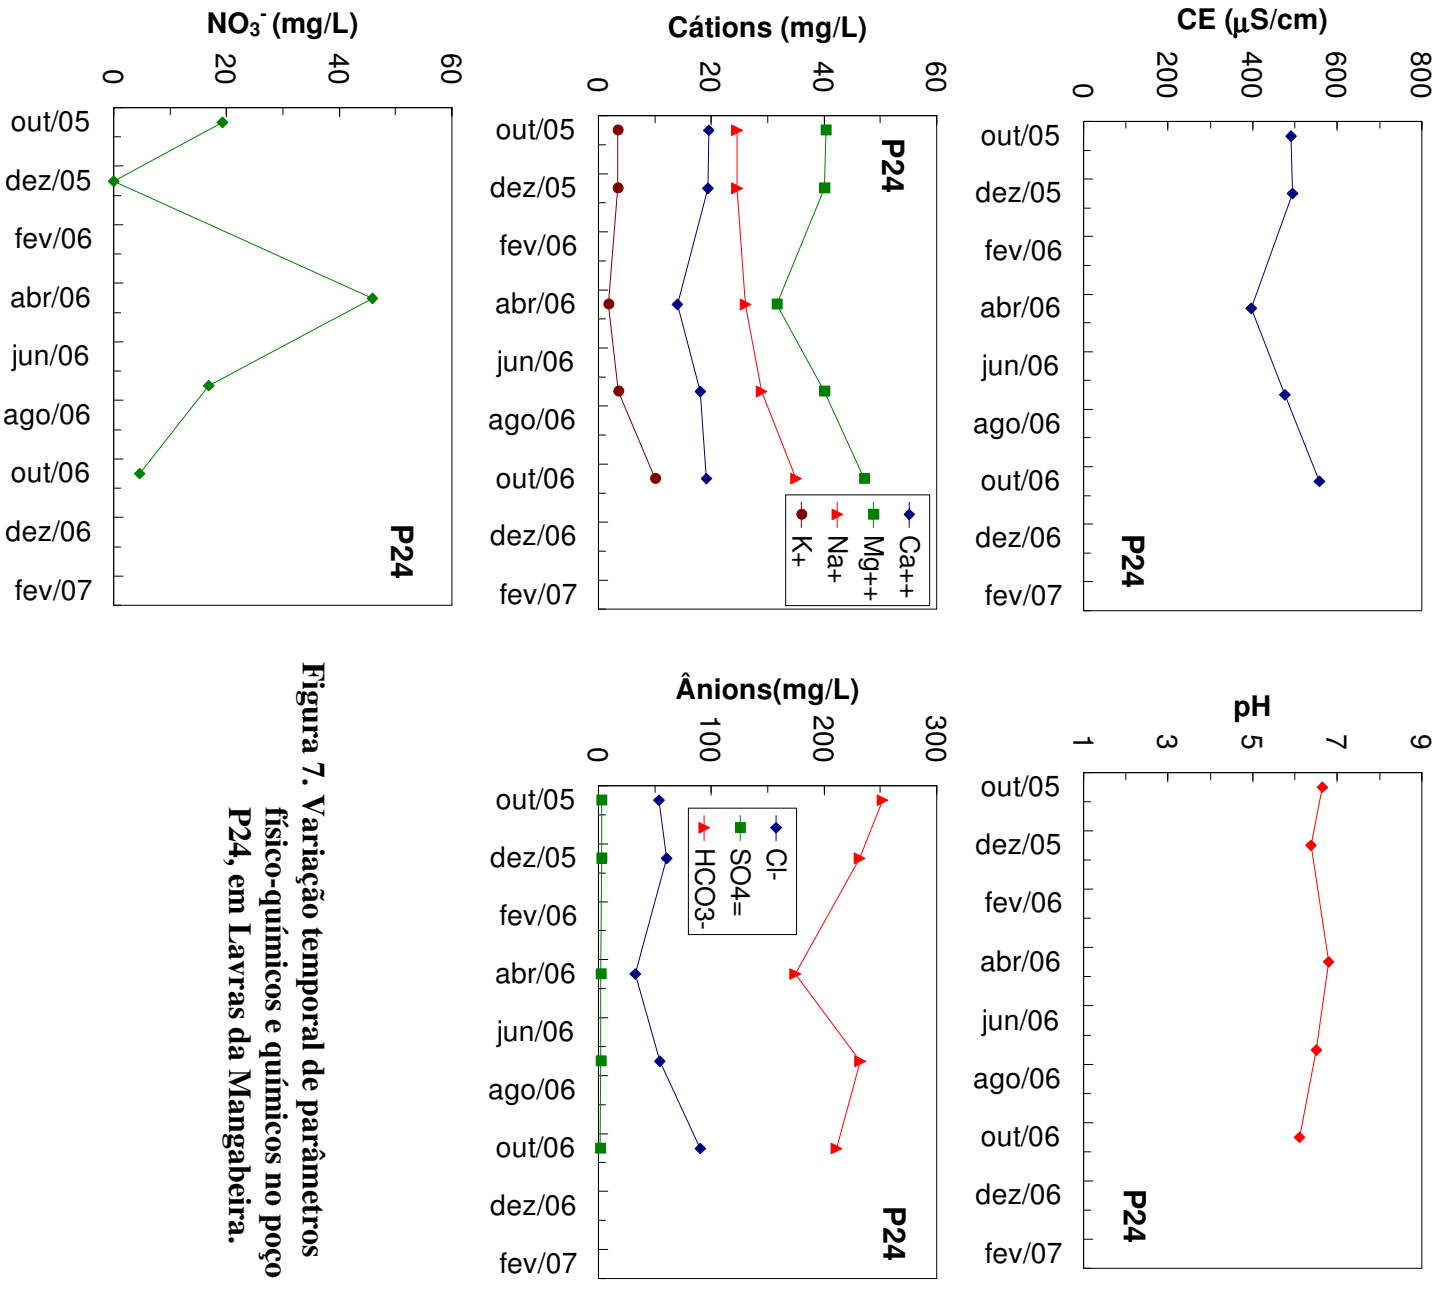 CE (µS/cm)
800
600
400
200
0
out/05
dez/05
fev/06
abr/06
jun/06
ago/06
out/06
dez/06
fev/07
P24
pH
9
7
5
3
1
out/05
dez/05
fev/06
abr/06
jun/06
ago/06
out/06
dez/06
fev/07
P24
Cátions (mg/L)
60
40
20
0
out/05
dez/05
fev/06
abr/06
jun/06
ago/06
out/06
dez/06
fev/07
P24
Ca++
Mg++
Na+
K+
Ânions(mg/L)
300
200
100
0
out/05
dez/05
fev/06
abr/06
jun/06
ago/06
out/06
dez/06
fev/07
P24
Cl-
SO4=
HCO3-
NO₃⁻ (mg/L)
60
40
20
0
out/05
dez/05
fev/06
abr/06
jun/06
ago/06
out/06
dez/06
fev/07
P24
Figura 7. Variação temporal de parâmetros
físico-químicos e químicos no poço
P24, em Lavras da Mangabeira.